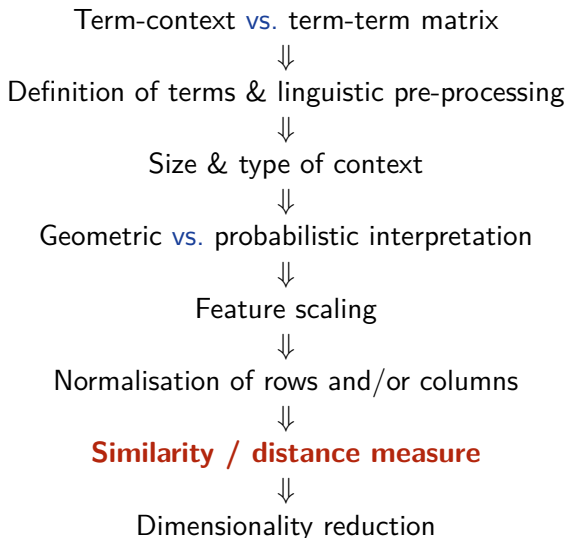 Term-context vs. term-term matrix
⇓
Definition of terms & linguistic pre-processing
⇓
Size & type of context
⇓
Geometric vs. probabilistic interpretation
⇓
Feature scaling
⇓
Normalisation of rows and/or columns
⇓
Similarity / distance measure
⇓
Dimensionality reduction